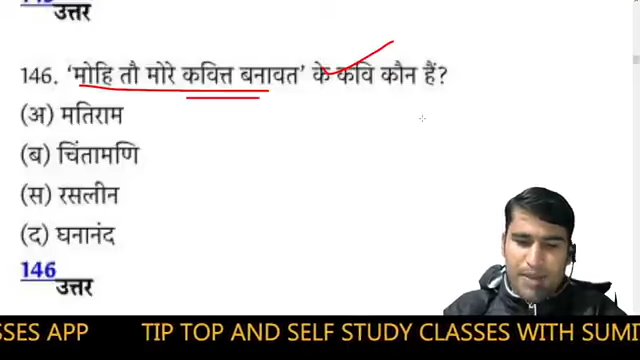 145
उत्तर
146. ‘मोहि तौ मोरे कवित्त बनावत’ के कवि कौन हैं?
(अ) मतिराम
(ब) चिंतामणि
(स) रसलीन
(द) घनानंद
146
उत्तर
SSES APP TIP TOP AND SELF STUDY CLASSES WITH SUMI